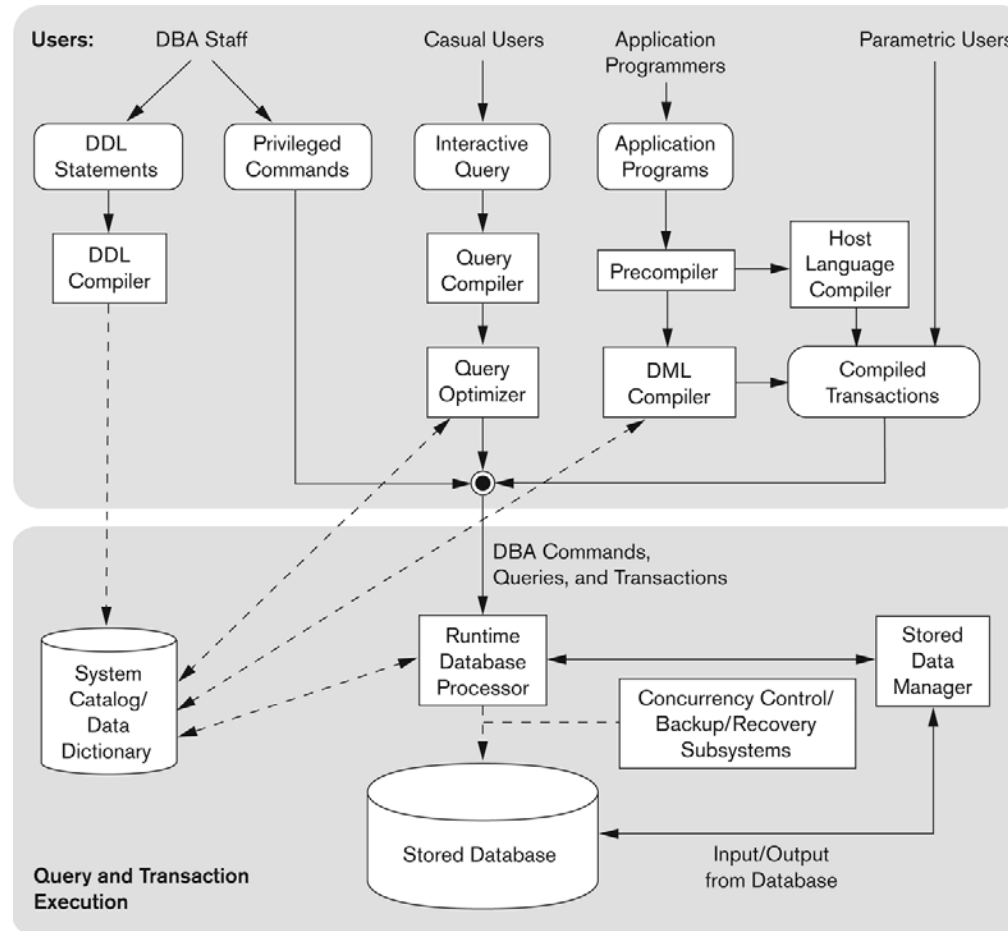 Users:
DBA Staff
Casual Users
Application
Programmers
Parametric Users
DDL
Statements
Privileged
Commands
Interactive
Query
Application
Programs
DDL
Compiler
Query
Compiler
Precompiler
Host
Language
Compiler
Query
Optimizer
DML
Compiler
Compiled
Transactions
DBA Commands,
Queries, and Transactions
System
Catalog/
Data
Dictionary
Runtime
Database
Processor
Stored
Data
Manager
Concurrency Control/
Backup/Recovery
Subsystems
Stored Database
Input/Output
from Database
Query and Transaction
Execution